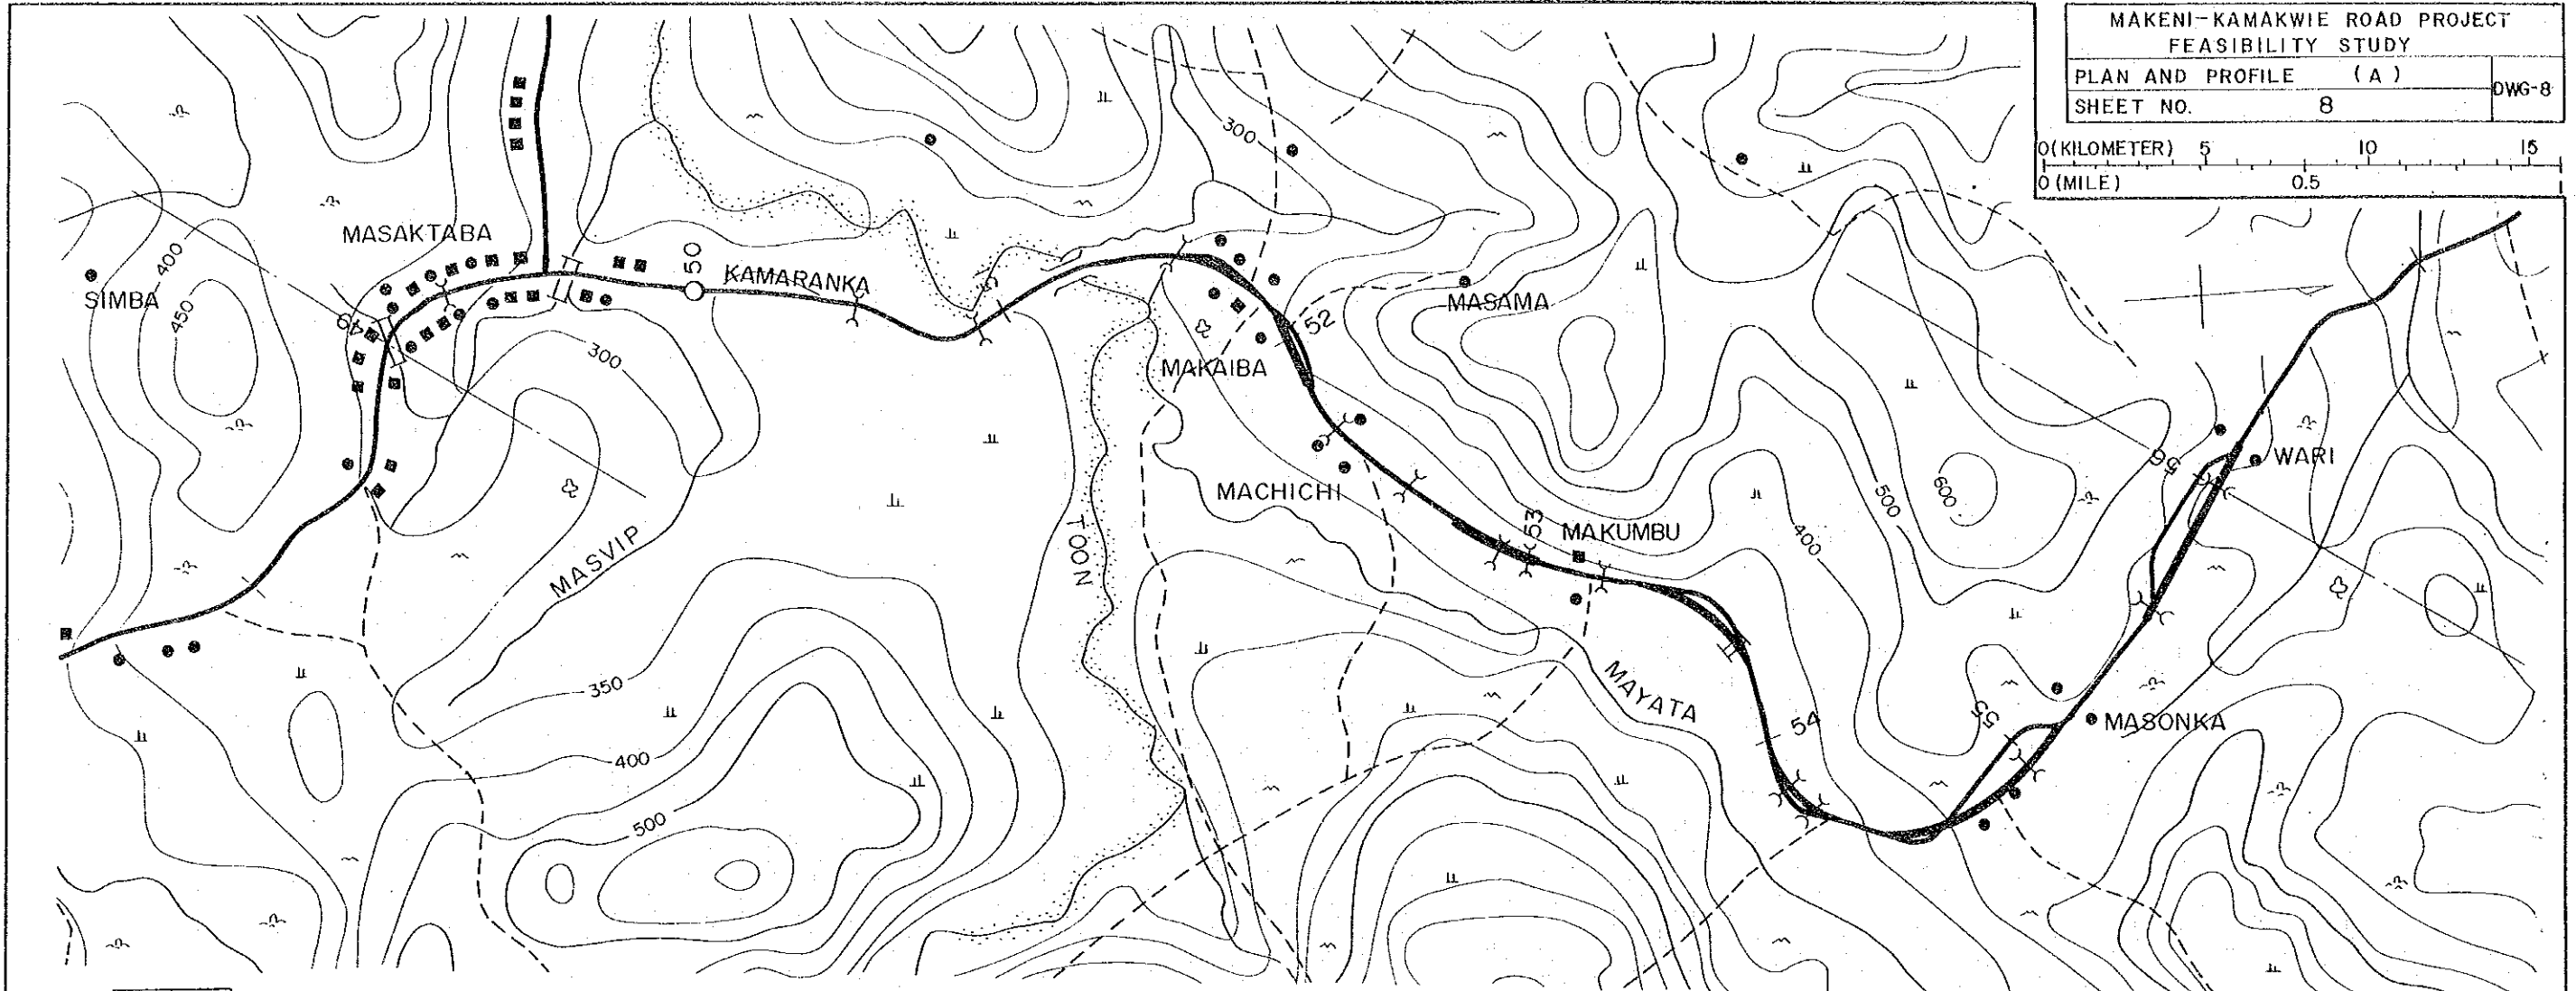 MAKENI-KAMAKWIE ROAD PROJECT
FEASIBILITY STUDY
PLAN AND PROFILE (A)
DWG-8
SHEET NO. 8
0(KILOMETER) 5 10 15
0 (MILE) 0.5
300
MASAKTABA
400
SIMBA
450
49
50
KAMARANKA
51
MASAMA
52
300
MAKAIBA
MACHICHI
TOON
53
MAKUMBU
500
600
400
56
WARI
MASVIP
350
MAYATA
54
55
MASONKA
400
500